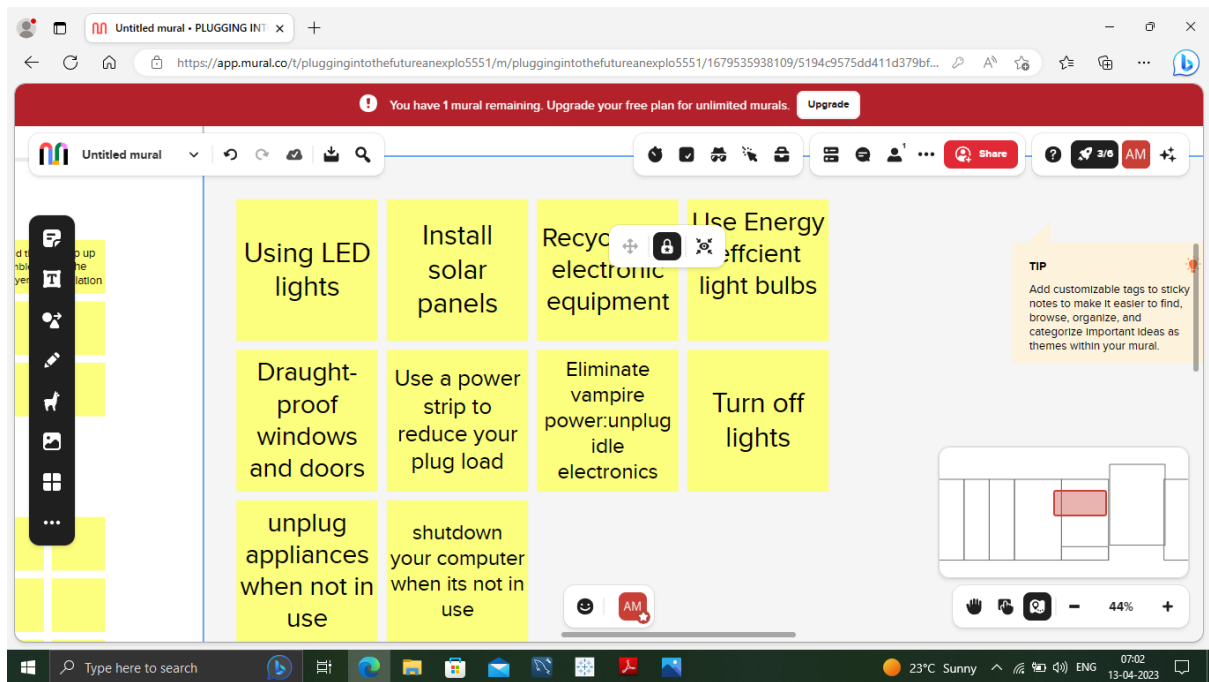 Untitled mural • PLUGGING INT
https://app.mural.co/t/pluggingintothefutureanexplo5551/m/pluggingintothefutureanexplo5551/1679535938109/5194c9575dd411d379bf...
You have 1 mural remaining. Upgrade your free plan for unlimited murals.
Upgrade
Untitled mural
1
Share
3/6
AM
up
he
lation
Using LED
lights
Install
solar
panels
Recyc
electronic
equipment
Use Energy
effcient
light bulbs
TIP
Add customizable tags to sticky
notes to make it easier to find,
browse, organize, and
categorize important ideas as
themes within your mural.
Draught-
proof
windows
and doors
Use a power
strip to
reduce your
plug load
Eliminate
vampire
power:unplug
idle
electronics
Turn off
lights
unplug
appliances
when not in
use
shutdown
your computer
when its not in
use
AM
44%
Type here to search
23°C Sunny
ENG
07:02
13-04-2023